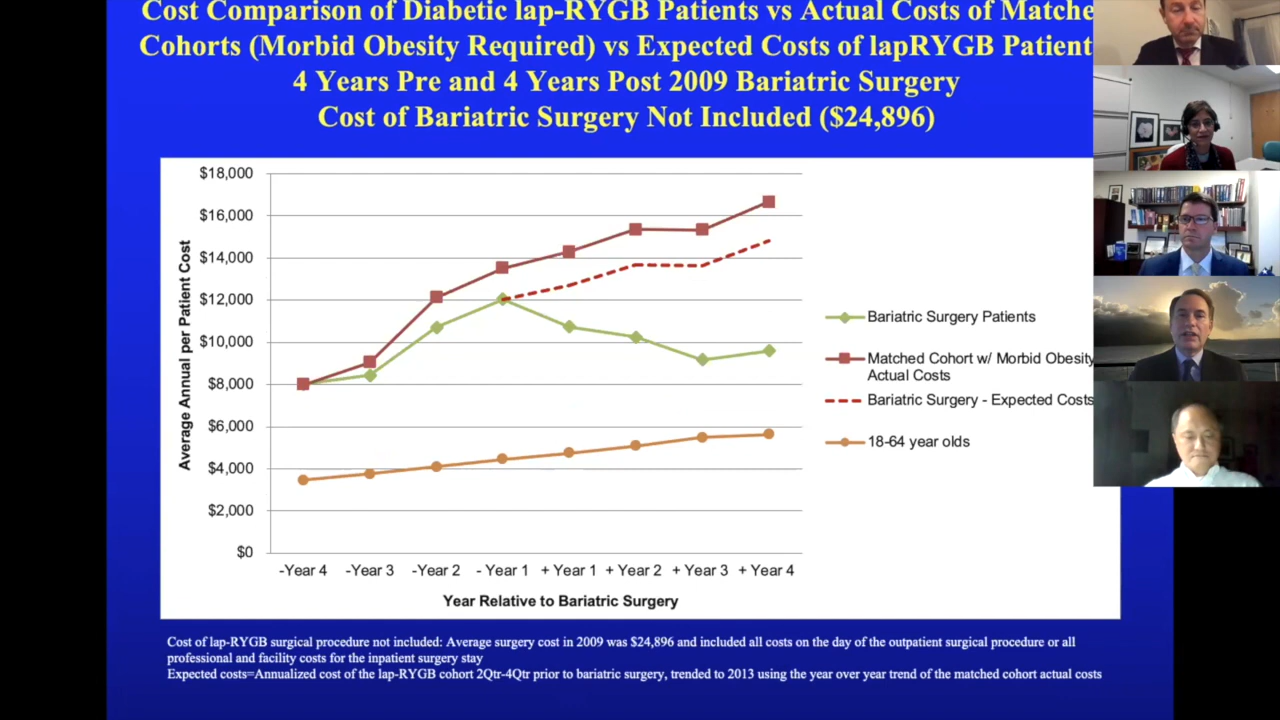 Cost Comparison of Diabetic lap-RYGB Patients vs Actual Costs of Matche
Cohorts (Morbid Obesity Required) vs Expected Costs of lapRYGB Patient
4 Years Pre and 4 Years Post 2009 Bariatric Surgery
Cost of Bariatric Surgery Not Included ($24,896)
$18,000
$16,000
$14,000
$12,000
$10,000
$8,000
$6,000
$4,000
$2,000
$0
Average Annual per Patient Cost
-Year 4 -Year 3 -Year 2 - Year 1 + Year 1 + Year 2 + Year 3 + Year 4
Year Relative to Bariatric Surgery
Bariatric Surgery Patients
Matched Cohort w/ Morbid Obesity
Actual Costs
Bariatric Surgery - Expected Costs
18-64 year olds
Cost of lap-RYGB surgical procedure not included: Average surgery cost in 2009 was $24,896 and included all costs on the day of the outpatient surgical procedure or all
professional and facility costs for the inpatient surgery stay
Expected costs=Annualized cost of the lap-RYGB cohort 2Qtr-4Qtr prior to bariatric surgery, trended to 2013 using the year over year trend of the matched cohort actual costs